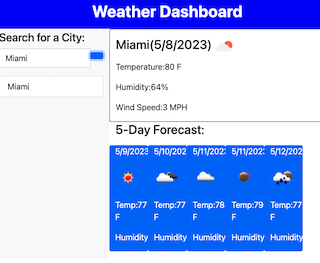 Weather Dashboard
Search for a City:
Miami
Miami
Miami(5/8/2023)
Temperature:80 F
Humidity:64%
Wind Speed:3 MPH
5-Day Forecast:
5/9/2023 5/10/202 5/11/202 5/11/202 5/12/202
Temp:77 F Temp:77 F Temp:78 F Temp:79 F Temp:77 F
Humidity Humidity Humidity Humidity Humidity